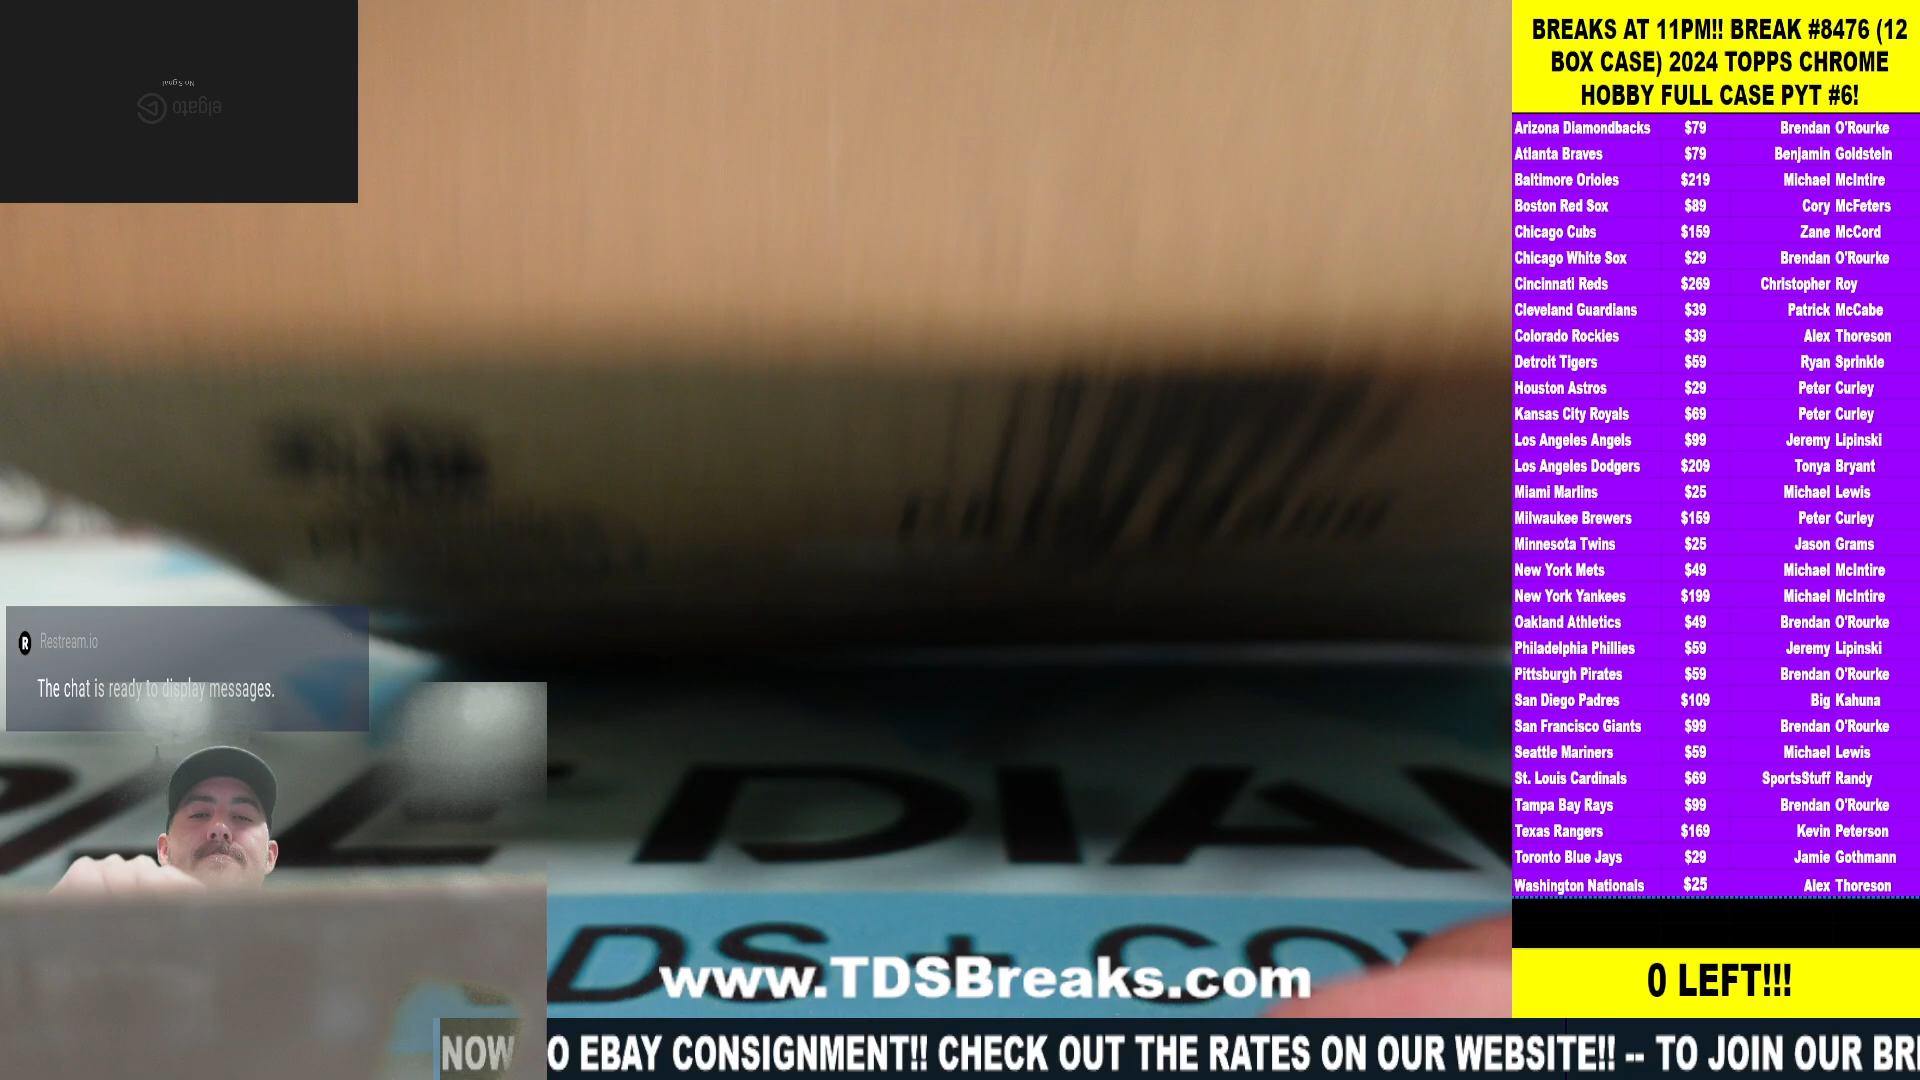 No Signal
elgato
BREAKS AT 11PM!! BREAK #8476 (12
BOX CASE) 2024 TOPPS CHROME
HOBBY FULL CASE PYT #6!
Arizona Diamondbacks $79 Brendan O'Rourke
Atlanta Braves $79 Benjamin Goldstein
Baltimore Orioles $219 Michael McIntire
Boston Red Sox $89 Cory McFeters
Chicago Cubs $159 Zane McCord
Chicago White Sox $29 Brendan O'Rourke
Cincinnati Reds $269 Christopher Roy
Cleveland Guardians $39 Patrick McCabe
Colorado Rockies $39 Alex Thoreson
Detroit Tigers $59 Ryan Sprinkle
Houston Astros $29 Peter Curley
Kansas City Royals $69 Peter Curley
Los Angeles Angels $99 Jeremy Lipinski
Los Angeles Dodgers $209 Tonya Bryant
Miami Marlins $25 Michael Lewis
Milwaukee Brewers $159 Peter Curley
Minnesota Twins $25 Jason Grams
New York Mets $49 Michael McIntire
New York Yankees $199 Michael McIntire
Oakland Athletics $49 Brendan O'Rourke
Philadelphia Phillies $59 Jeremy Lipinski
Pittsburgh Pirates $59 Brendan O'Rourke
San Diego Padres $109 Big Kahuna
San Francisco Giants $99 Brendan O'Rourke
Seattle Mariners $59 Michael Lewis
St. Louis Cardinals $69 SportsStuff Randy
Tampa Bay Rays $99 Brendan O'Rourke
Texas Rangers $169 Kevin Peterson
Toronto Blue Jays $29 Jamie Gothmann
Washington Nationals $25 Alex Thoreson
0 LEFT!!!
Restream.io
The chat is ready to display messages.
DS + CO
www.TDSBreaks.com
NOW O EBAY CONSIGNMENT!! CHECK OUT THE RATES ON OUR WEBSITE!! -- TO JOIN OUR BR